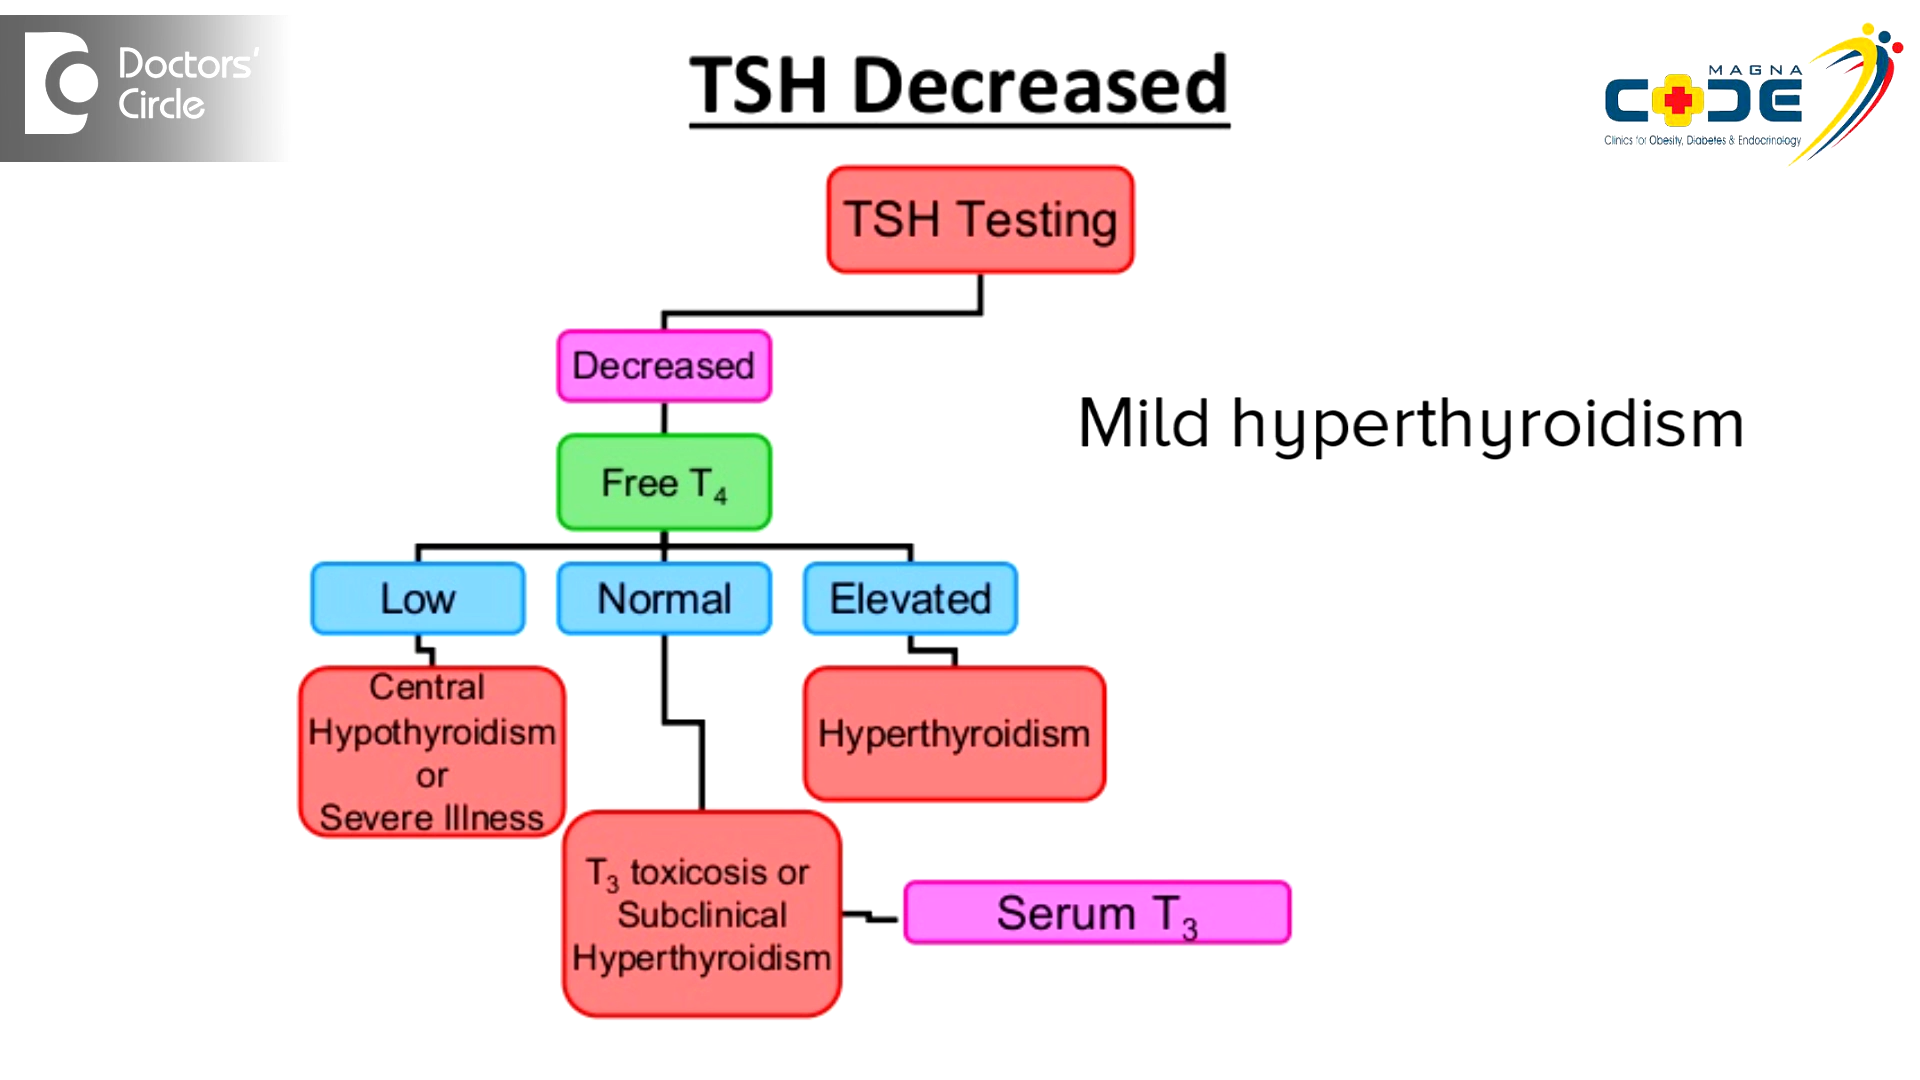 Doctors'
Circle
TSH Decreased
MAGNA
CODE
Clinics for Obesity, Diabetes & Endocrinology
TSH Testing
Decreased
Mild hyperthyroidism
Free T₄
Low
Normal
Elevated
Central
Hypothyroidism
or
Severe Illness
Hyperthyroidism
T₃ toxicosis or
Subclinical
Hyperthyroidism
Serum T₃